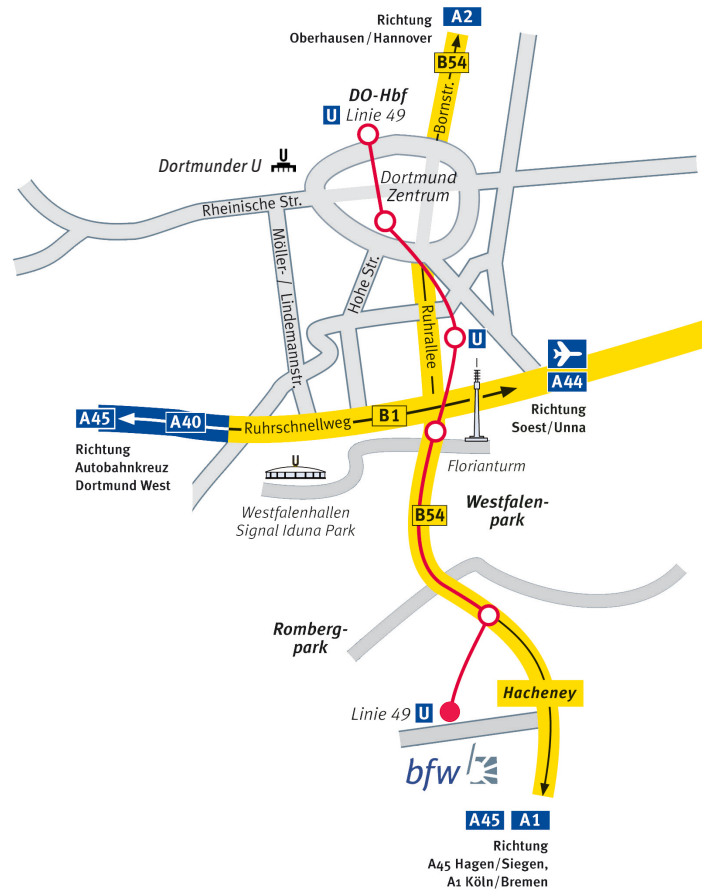 Richtung
Oberhausen/Hannover
A2
B54
Bornstr.
DO-Hbf
U Linie 49
U
Dortmunder U
Dortmund
Zentrum
Rheinische Str.
Möller- / Lindemannstr.
Hohe Str.
Ruhrallee
U
A44
Richtung
Soest/Unna
A45
A40
Ruhrschnellweg
B1
Richtung
Autobahnkreuz
Dortmund West
U
Westfalenhallen
Signal Iduna Park
Florianturm
B54
Westfalen-
park
Romberg-
park
Hacheney
Linie 49 U
bfw
A45 A1
Richtung
A45 Hagen/Siegen,
A1 Köln/Bremen